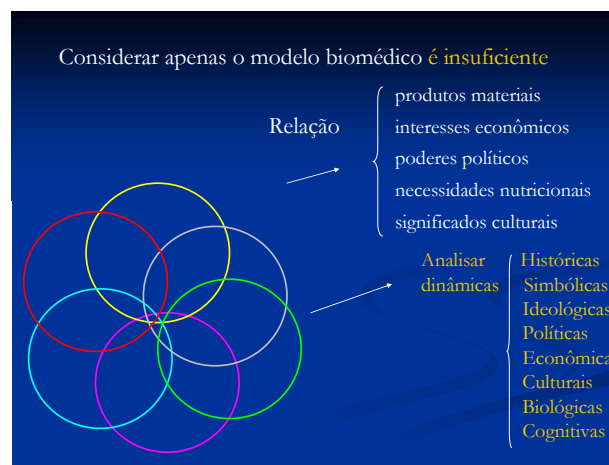 Considerar apenas o modelo biomédico é insuficiente
Relação
produtos materiais
interesses econômicos
poderes políticos
necessidades nutricionais
significados culturais
Analisar
dinâmicas
Históricas
Simbólicas
Ideológicas
Políticas
Econômica
Culturais
Biológicas
Cognitivas